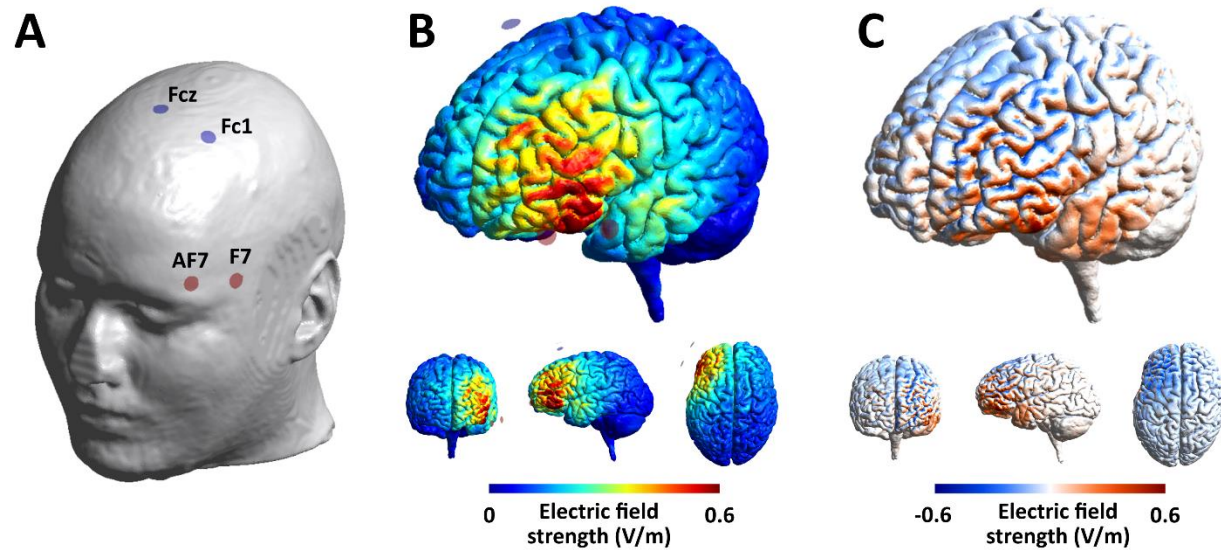 A
B
C
Fcz
Fc1
AF7
F7
0
Electric field
strength (V/m)
0.6
-0.6
Electric field
strength (V/m)
0.6